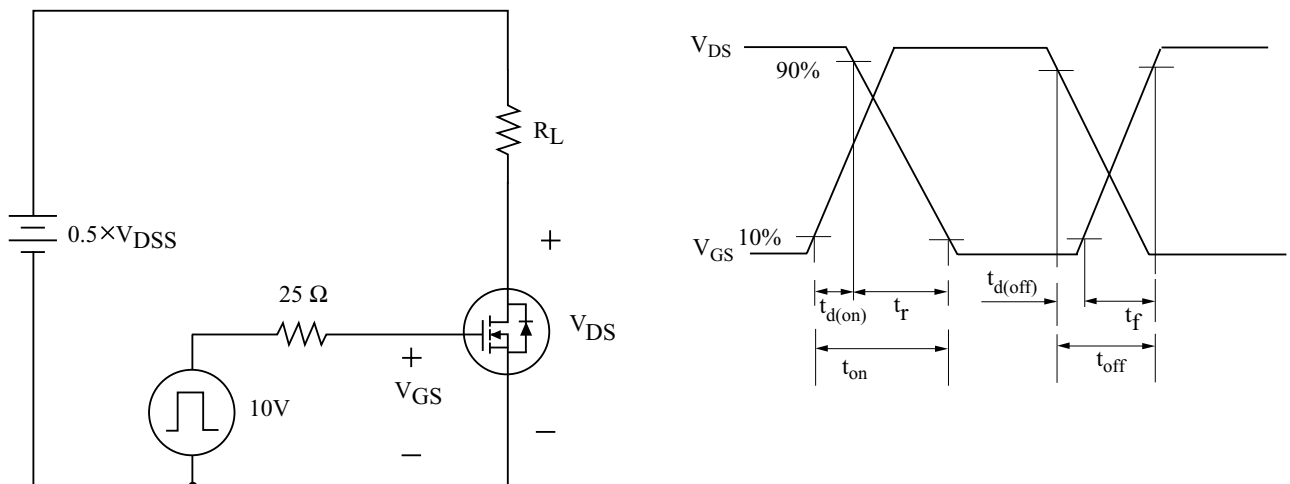 R_L
0.5×V_DSS
25 Ω
+
V_DS
−
+
V_GS
−
10V
V_DS
90%
V_GS
10%
t_d(on)
t_r
t_on
t_d(off)
t_f
t_off